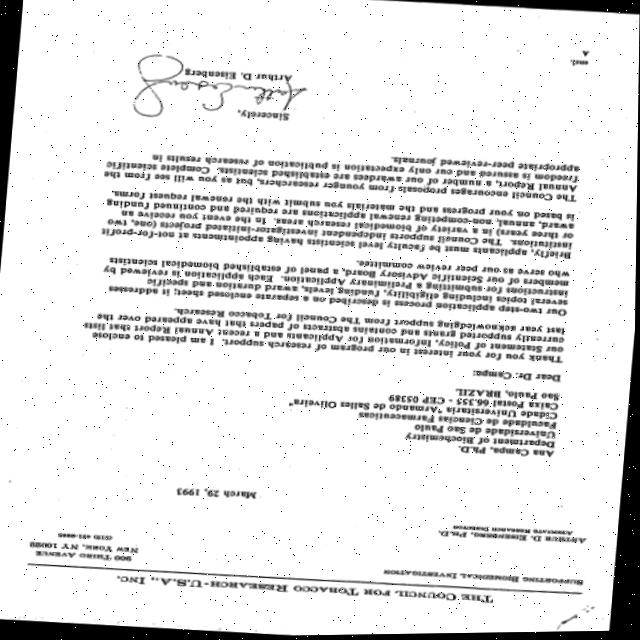 THE COUNCIL FOR TOBACCO RESEARCH-U.S.A., INC.
SUPPORTING BIOMEDICAL INVESTIGATION
900 THIRD AVENUE
NEW YORK, NY 10022
(212) 421-8885
ARTHUR D. EISENBERG, PH.D.
ASSOCIATE RESEARCH DIRECTOR
March 29, 1993
Ana Campa, Ph.D.
Department of Biochemistry
Universidade de Sao Paulo
Faculdade de Ciencias Farmaceuticas
Cidade Universitaria "Armando de Salles Oliveira"
Caixa Postal 66.355 - CEP 05389
Sao Paulo, BRAZIL
Dear Dr. Campa:
Thank you for your interest in our program of research support. I am pleased to enclose
our Statement of Policy, Information for Applicants and a recent Annual Report that lists
currently supported grants and contains abstracts of papers that have appeared over the
last year acknowledging support from The Council for Tobacco Research.
Our two-step application process is described on a separate enclosed sheet; it addresses
several topics including eligibility, funding levels, award duration and specific
instructions for submitting a Preliminary Application. Each application is reviewed by
members of our Scientific Advisory Board, a panel of established biomedical scientists
who serve as our peer review committee.
Briefly, applicants must be faculty level scientists having appointments at not-for-profit
institutions. The Council supports independent investigator-initiated projects (one, two
or three years) in a variety of biomedical research areas. In the event you receive an
award, annual, non-competing renewal applications are required and continued funding
is based on your progress and the materials you submit with the renewal request forms.
The Council encourages proposals from younger researchers, but as you will see from the
Annual Report, a number of our awardees are established scientists. Complete scientific
freedom is assured and our only expectation is publication of research results in
appropriate peer-reviewed journals.
Sincerely,
Arthur D. Eisenberg
encl.
A